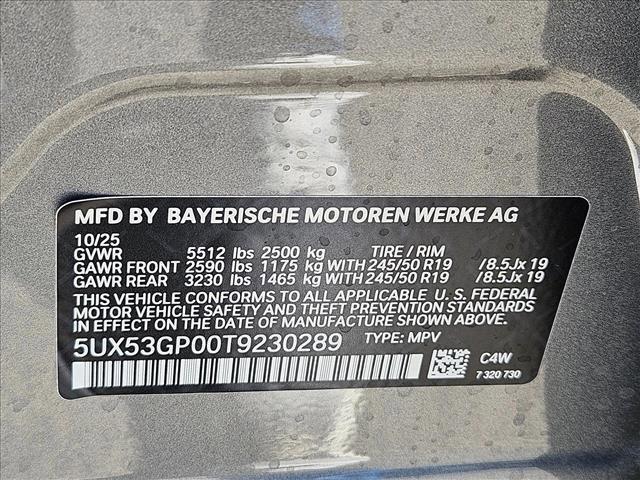 MFD BY BAYERISCHE MOTOREN WERKE AG
10/25
GVWR 5512 lbs 2500 kg TIRE / RIM
GAWR FRONT 2590 lbs 1175 kg WITH 245/50 R19 /8.5Jx 19
GAWR REAR 3230 lbs 1465 kg WITH 245/50 R19 /8.5Jx 19
THIS VEHICLE CONFORMS TO ALL APPLICABLE U. S. FEDERAL
MOTOR VEHICLE SAFETY AND THEFT PREVENTION STANDARDS
IN EFFECT ON THE DATE OF MANUFACTURE SHOWN ABOVE.
5UX53GP00T9230289 TYPE: MPV
C4W
7 320 730